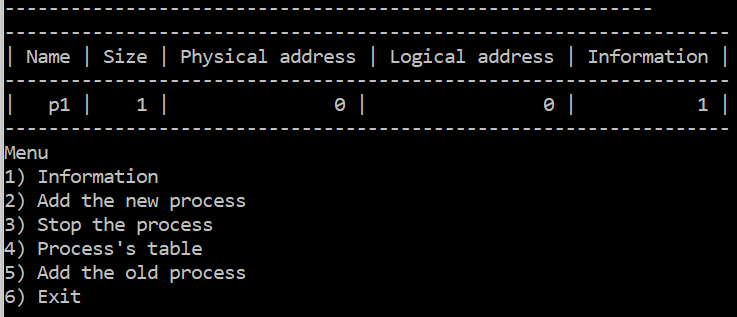 -----------------------------------------------------------
------------------------------------------------------------------
| Name | Size | Physical address | Logical address | Information |
------------------------------------------------------------------
|   p1 |    1 |                0 |               0 |           1 |
------------------------------------------------------------------
Menu
1) Information
2) Add the new process
3) Stop the process
4) Process's table
5) Add the old process
6) Exit